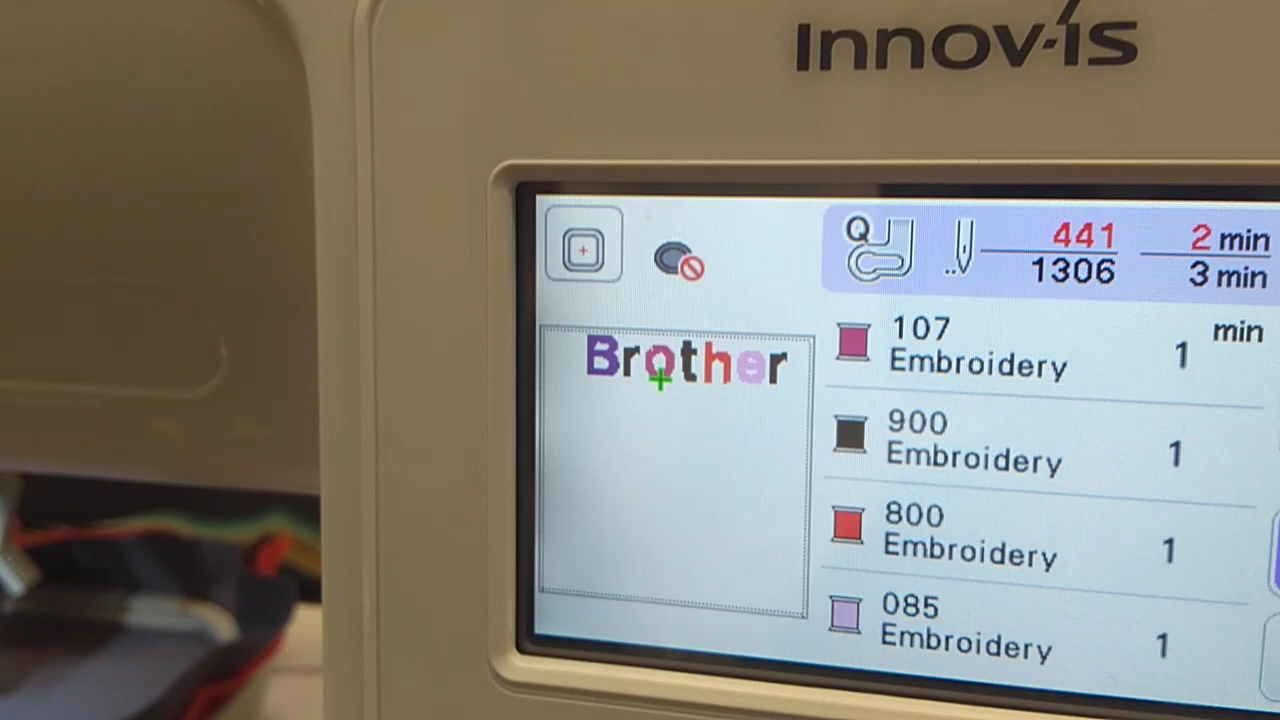 Innov-is
Q
441
1306
2 min
3 min
Brother
min
107
Embroidery 1
900
Embroidery 1
800
Embroidery 1
085
Embroidery 1